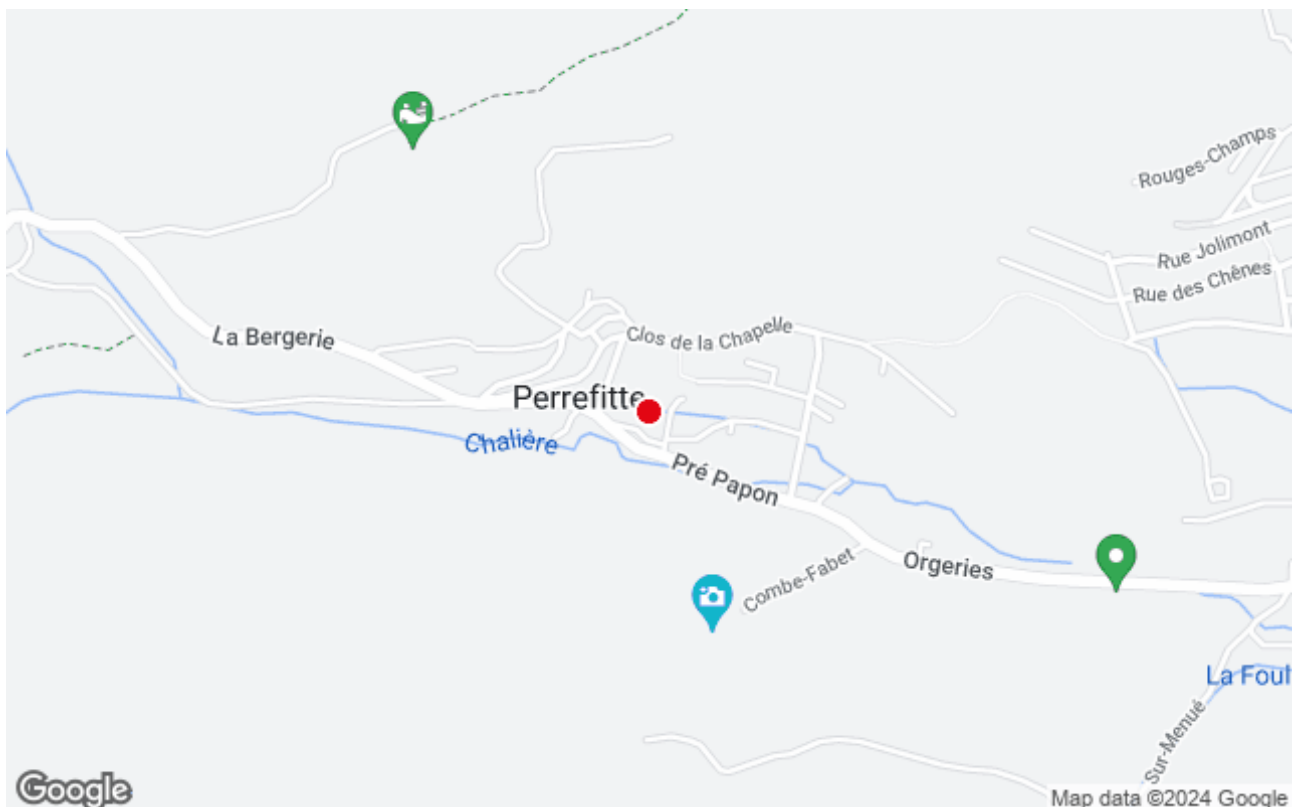 Rouges-Champs
Rue Jolimont
Rue des Chênes
La Bergerie
Clos de la Chapelle
Perrefitte
Chalière
Pré Papon
Orgeries
Combe-Fabet
La Foul
Sur-Menué
Google
Map data ©2024 Google